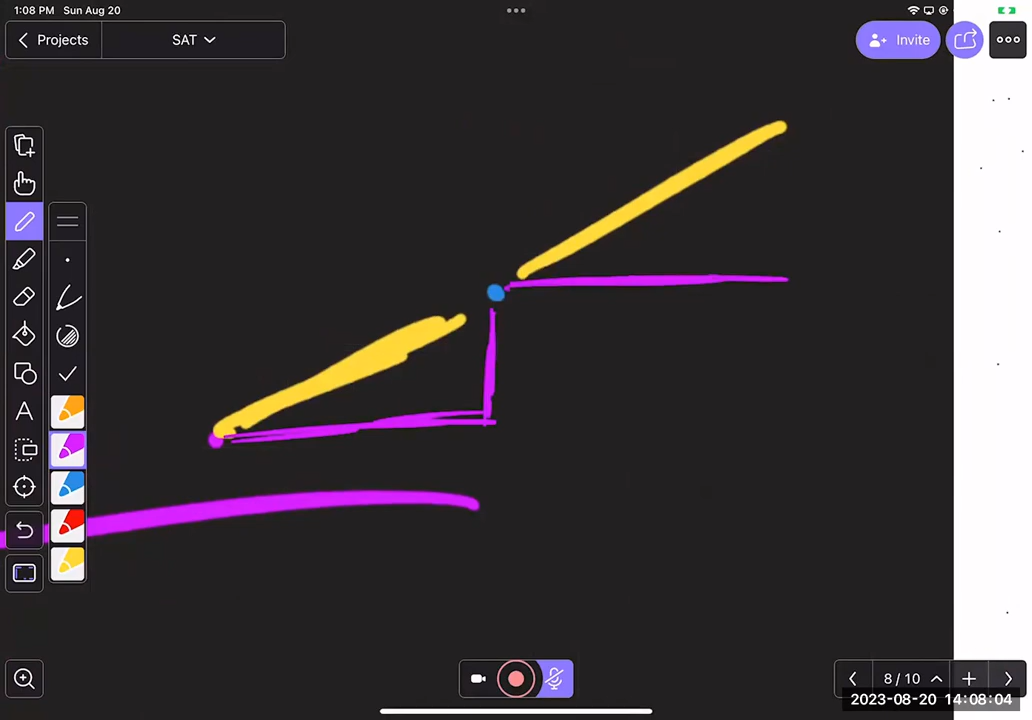 1:08 PM Sun Aug 20
Projects
SAT
Invite
A
8 / 10
2023-08-20 14:08:04